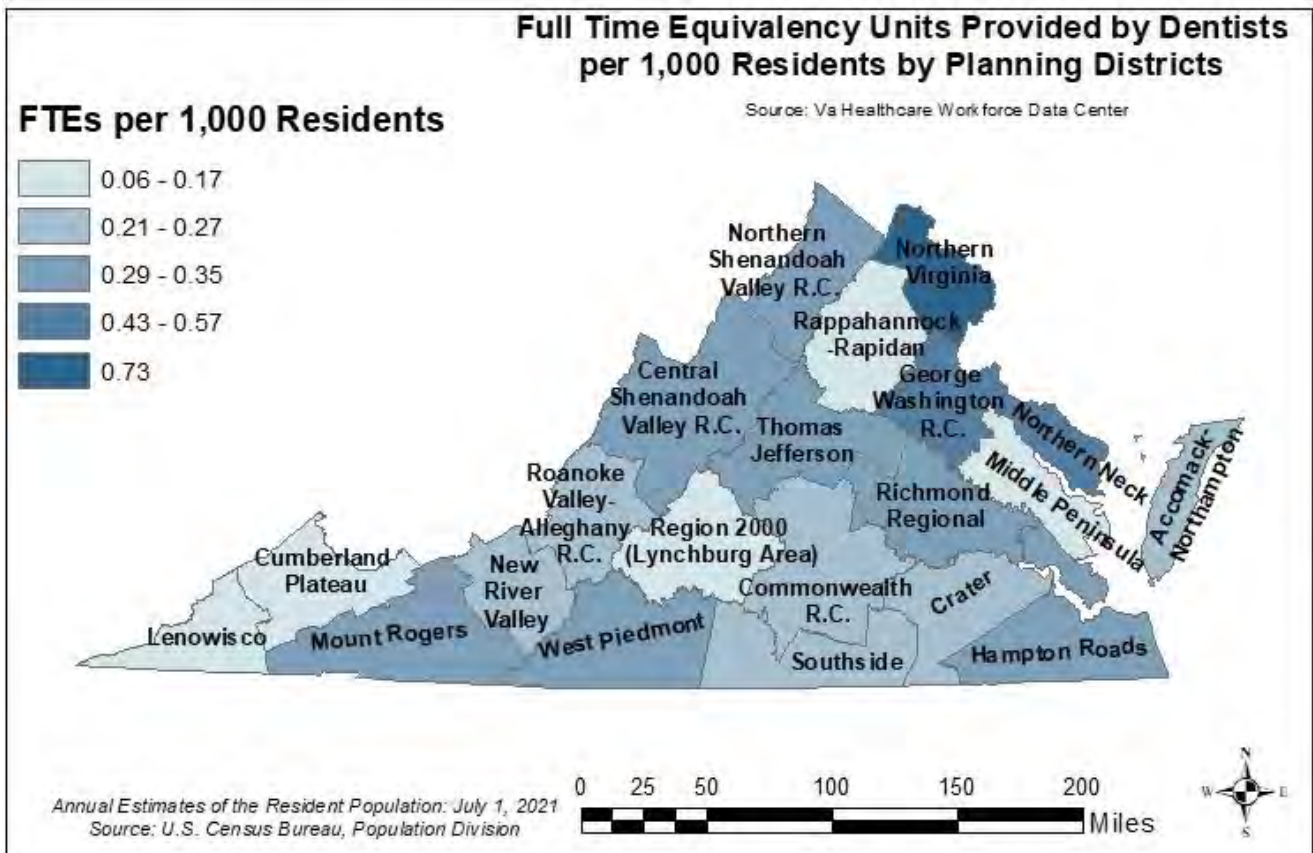 Full Time Equivalency Units Provided by Dentists
per 1,000 Residents by Planning Districts
Source: Va Healthcare Workforce Data Center
FTEs per 1,000 Residents
0.06 - 0.17
0.21 - 0.27
0.29 - 0.35
0.43 - 0.57
0.73
Northern
Shenandoah
Valley R.C.
Northern
Virginia
Rappahannock
-Rapidan
Central
Shenandoah
Valley R.C.
George
Washington
R.C.
Northern Neck
Thomas
Jefferson
Middle Peninsula
Accomack-
Northampton
Roanoke
Valley-
Alleghany
R.C.
Richmond
Regional
Region 2000
(Lynchburg Area)
Cumberland
Plateau
New
River
Valley
Commonwealth
R.C.
Crater
Lenowisco
Mount Rogers
West Piedmont
Southside
Hampton Roads
Annual Estimates of the Resident Population: July 1, 2021
Source: U.S. Census Bureau, Population Division
0 25 50 100 150 200
Miles
N
W E
S